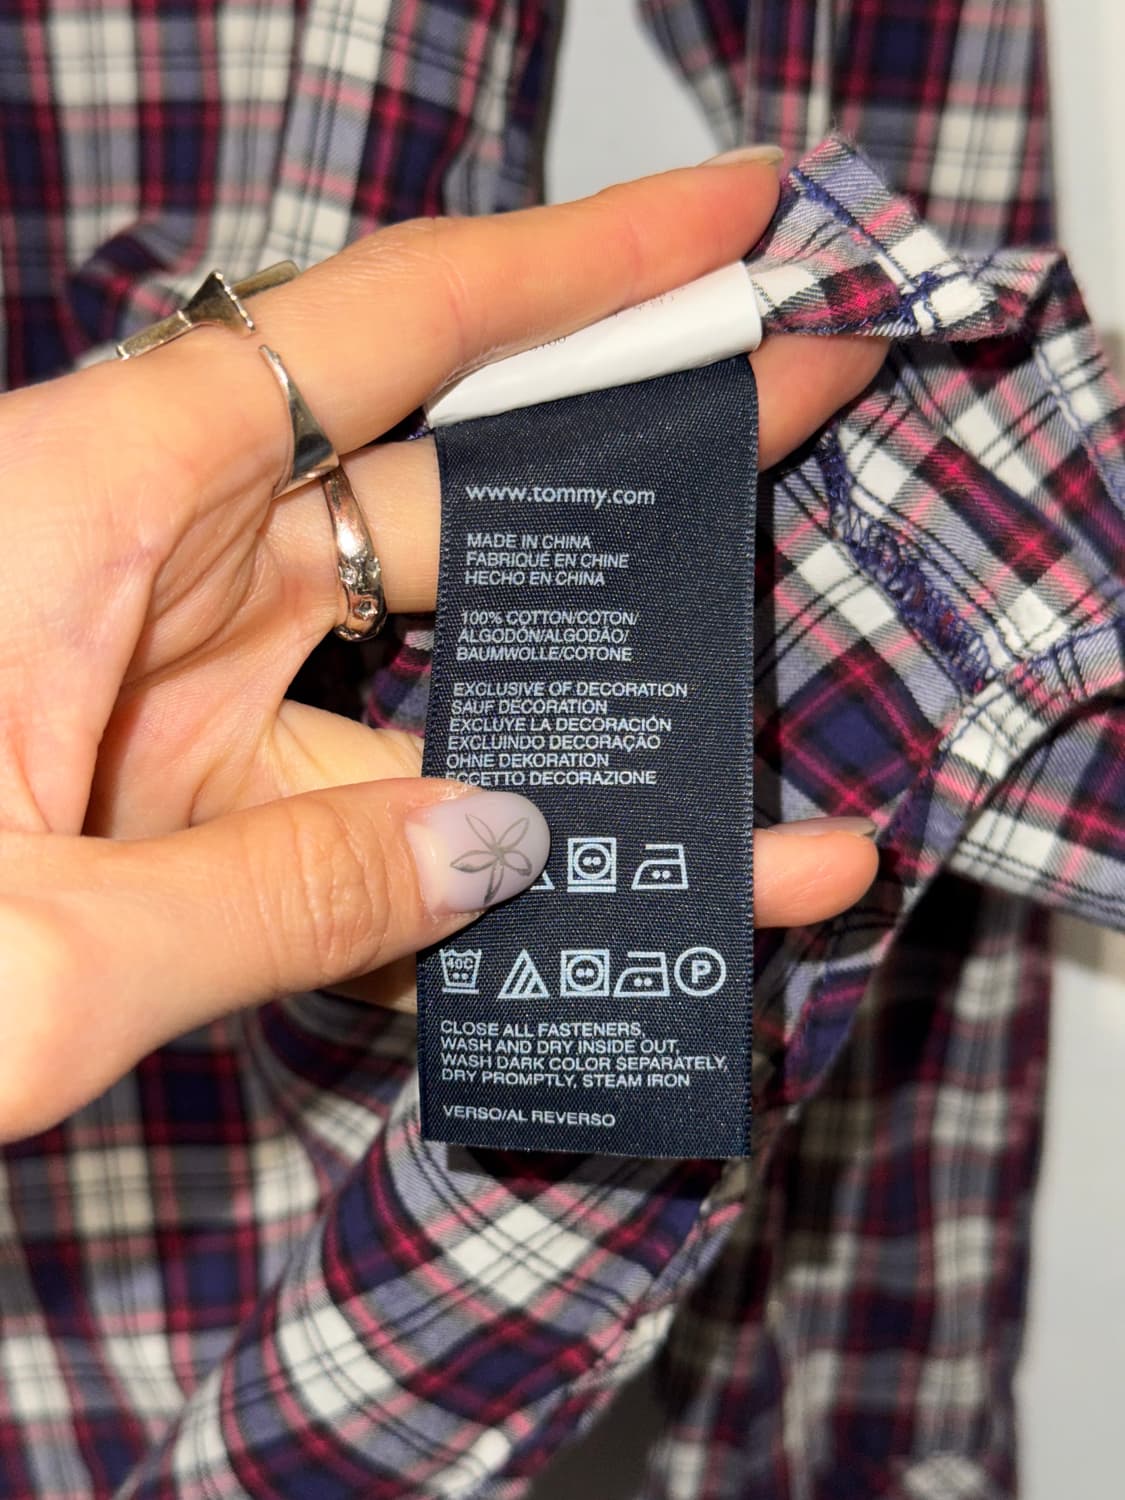 www.tommy.com
MADE IN CHINA
FABRIQUÉ EN CHINE
HECHO EN CHINA
100% COTTON/COTON/
ALGODÓN/ALGODÃO/
BAUMWOLLE/COTONE
EXCLUSIVE OF DECORATION
SAUF DECORATION
EXCLUYE LA DECORACIÓN
EXCLUINDO DECORAÇÃO
OHNE DEKORATION
ECCETTO DECORAZIONE
40C P
CLOSE ALL FASTENERS,
WASH AND DRY INSIDE OUT,
WASH DARK COLOR SEPARATELY,
DRY PROMPTLY, STEAM IRON
VERSO/AL REVERSO